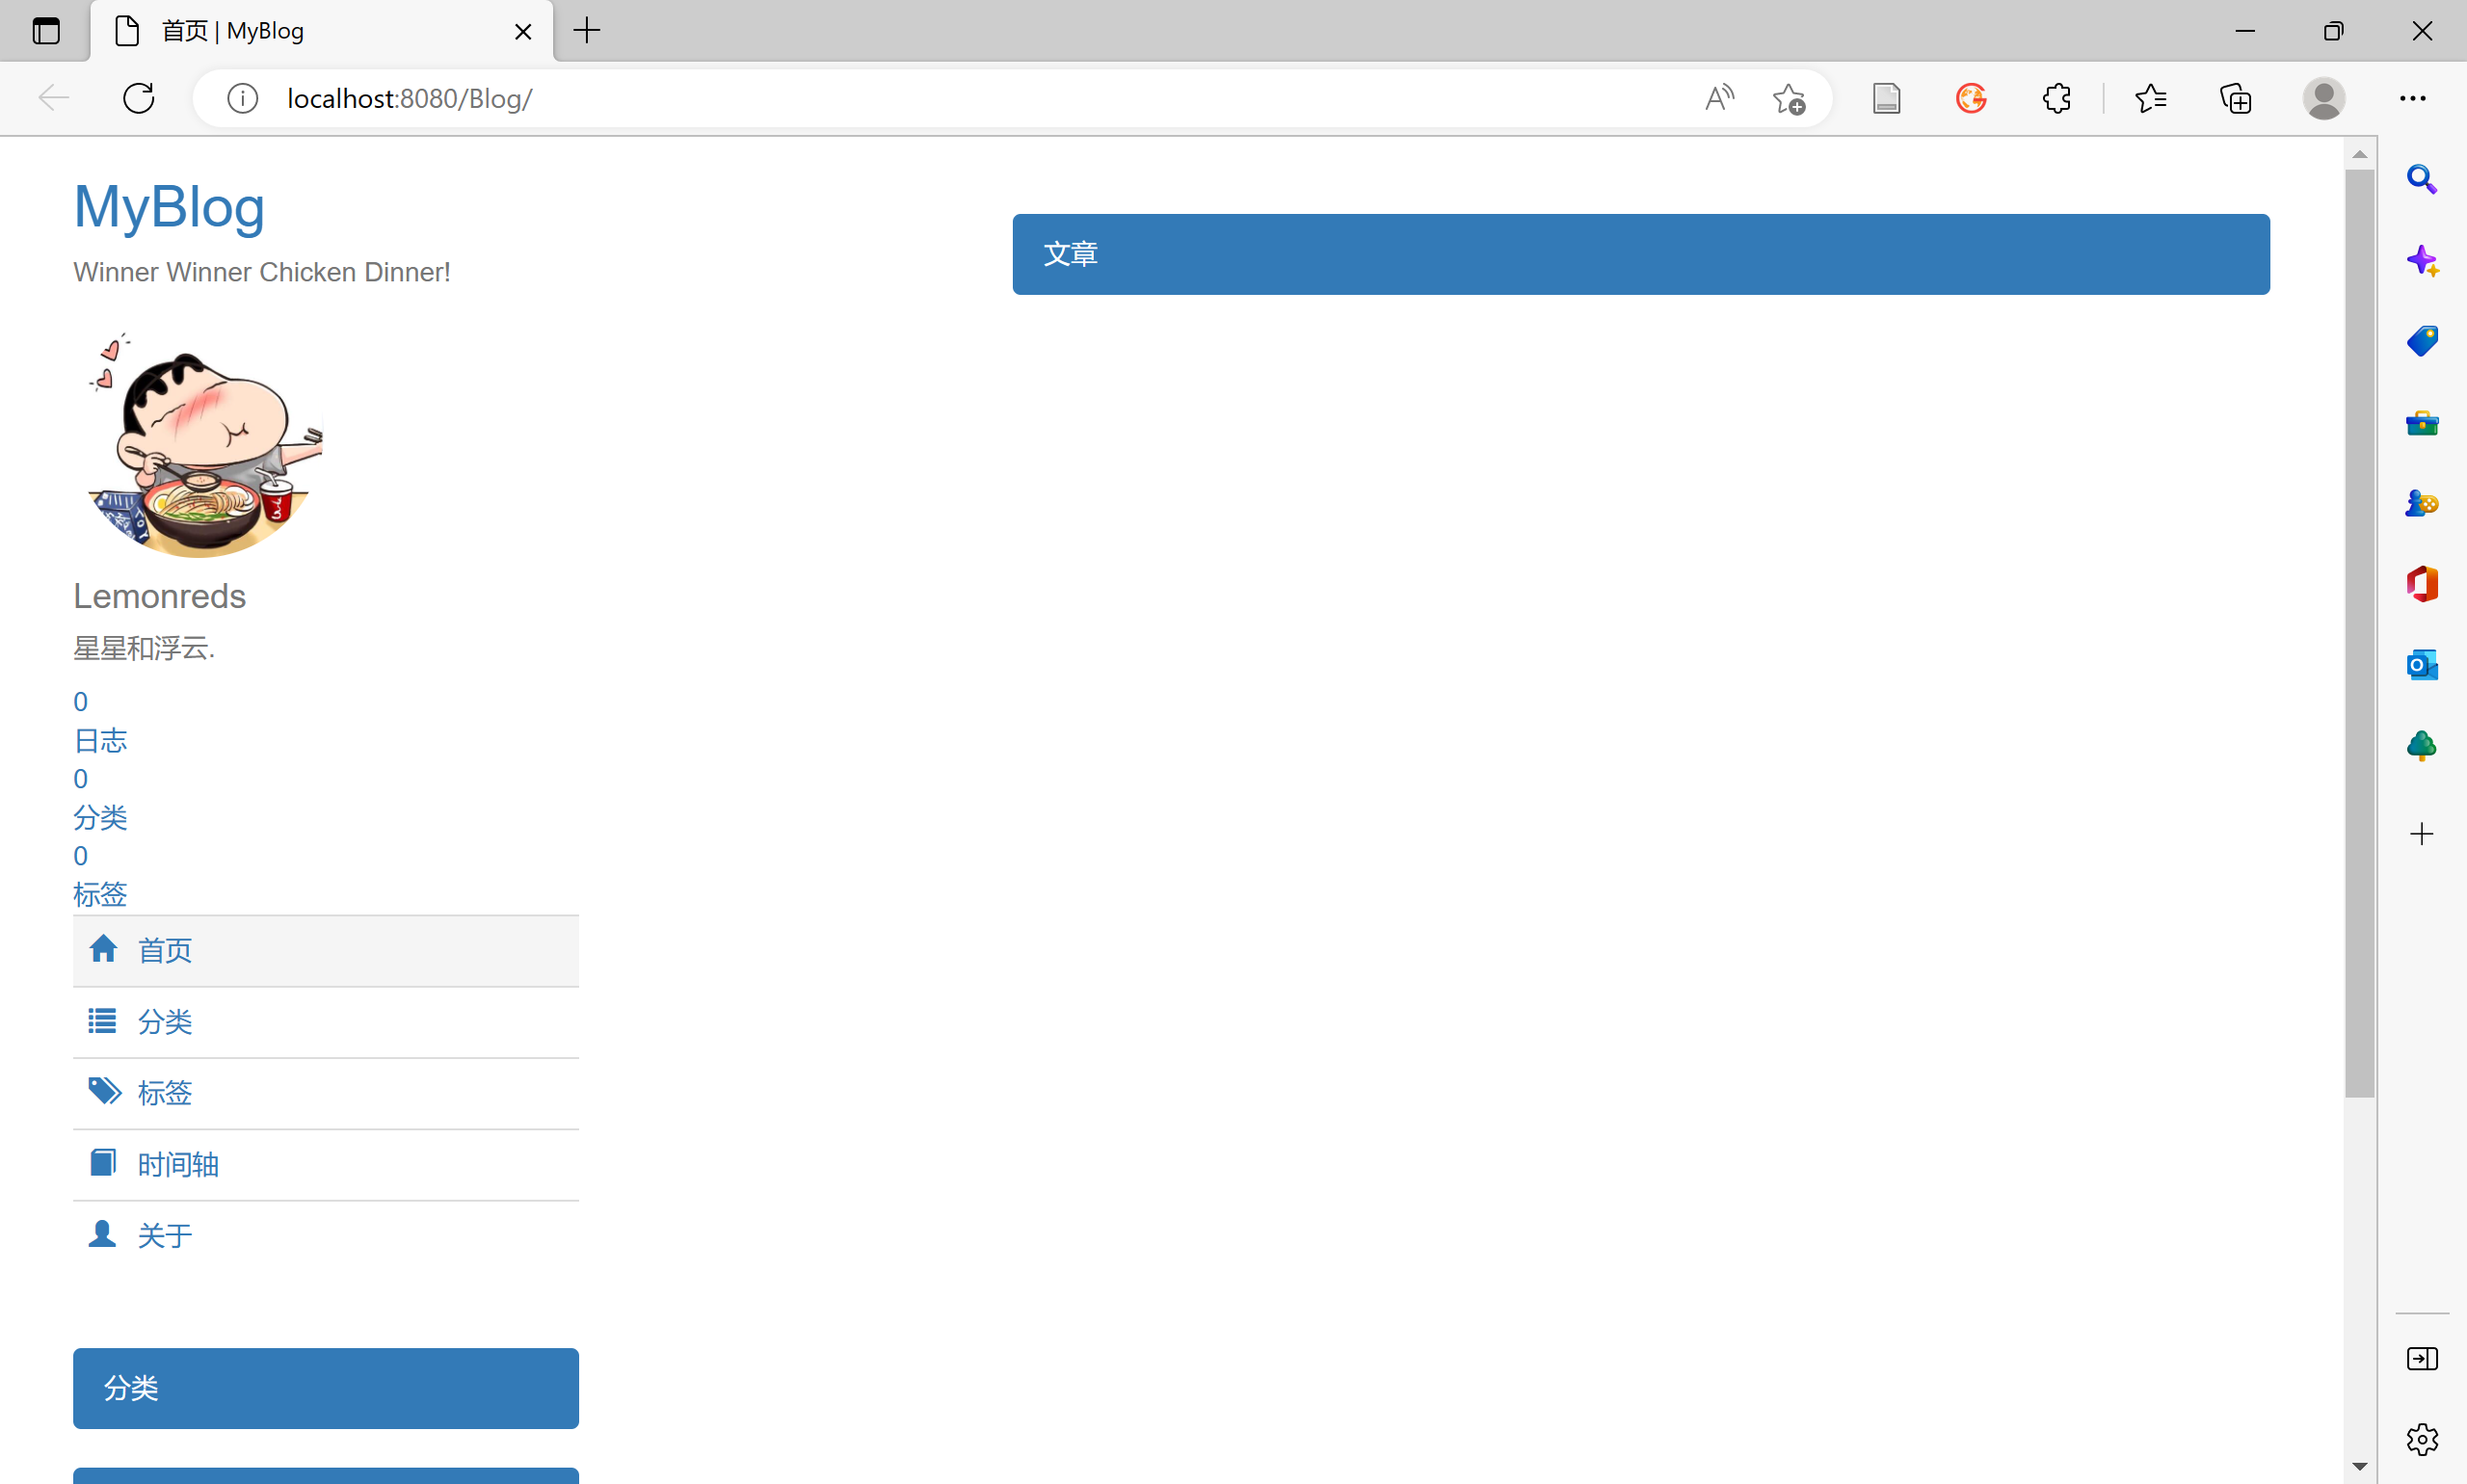 首页 | MyBlog
localhost:8080/Blog/
MyBlog
Winner Winner Chicken Dinner!
文章
Lemonreds
星星和浮云.
0
日志
0
分类
0
标签
首页
分类
标签
时间轴
关于
分类